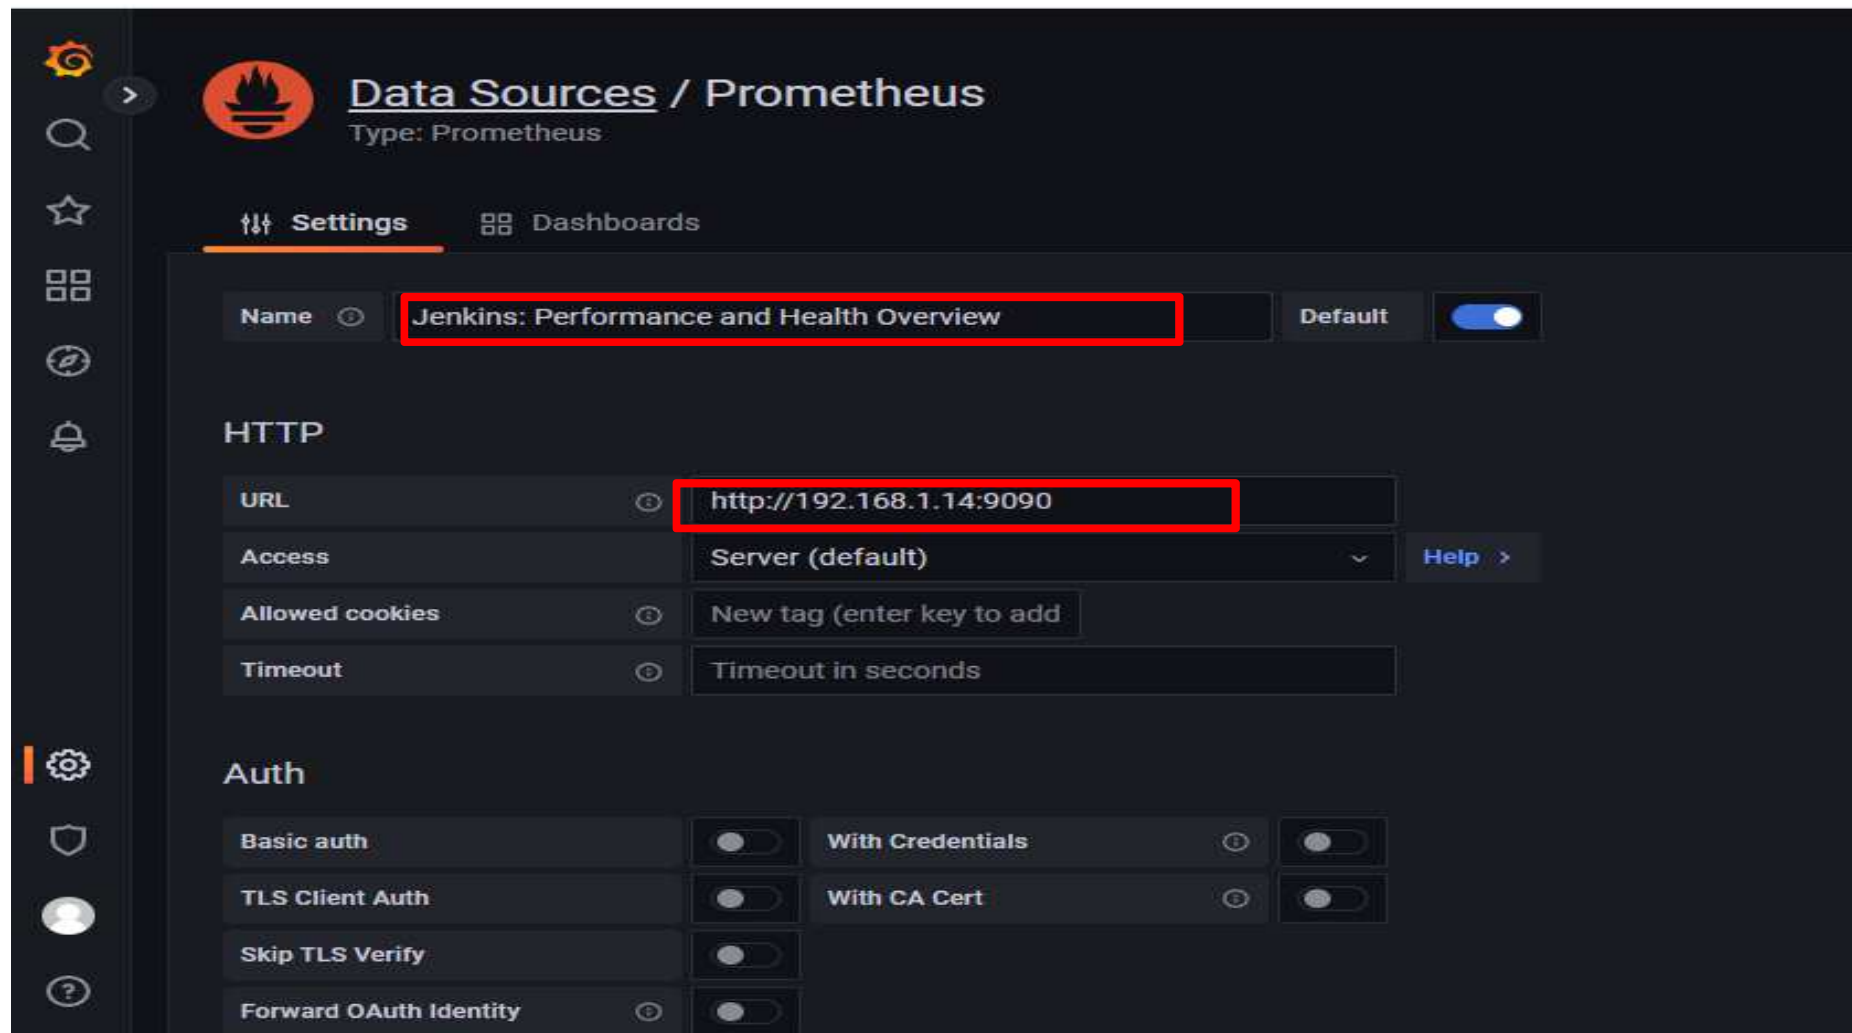 Data Sources / Prometheus
Type: Prometheus
Settings Dashboards
Name Jenkins: Performance and Health Overview Default
HTTP
URL http://192.168.1.14:9090
Access Server (default) Help >
Allowed cookies New tag (enter key to add
Timeout Timeout in seconds
Auth
Basic auth With Credentials
TLS Client Auth With CA Cert
Skip TLS Verify
Forward OAuth Identity